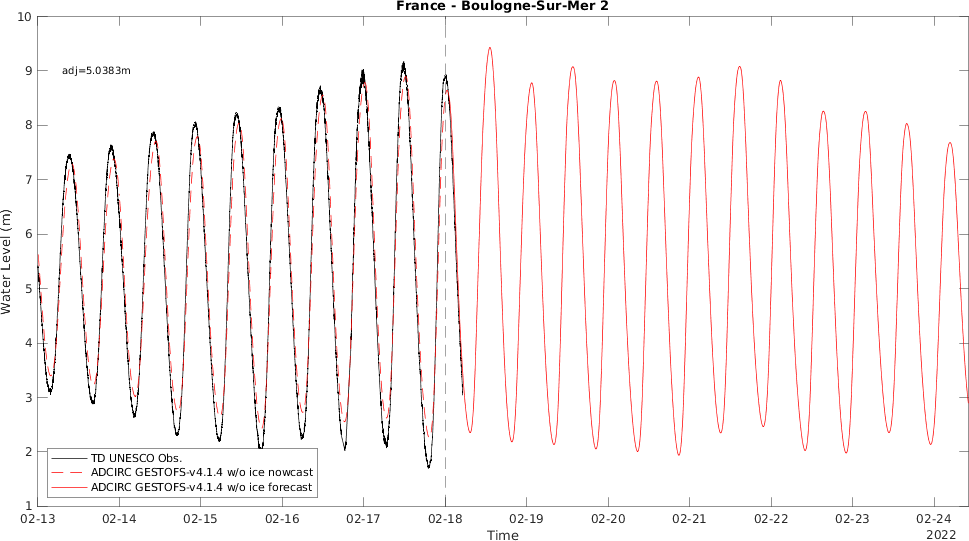 France - Boulogne-Sur-Mer 2
10
9
8
7
6
5
4
3
2
1
Water Level (m)
adj=5.0383m
TD UNESCO Obs.
ADCIRC GESTOFS-v4.1.4 w/o ice nowcast
ADCIRC GESTOFS-v4.1.4 w/o ice forecast
02-13 02-14 02-15 02-16 02-17 02-18 02-19 02-20 02-21 02-22 02-23 02-24
2022
Time